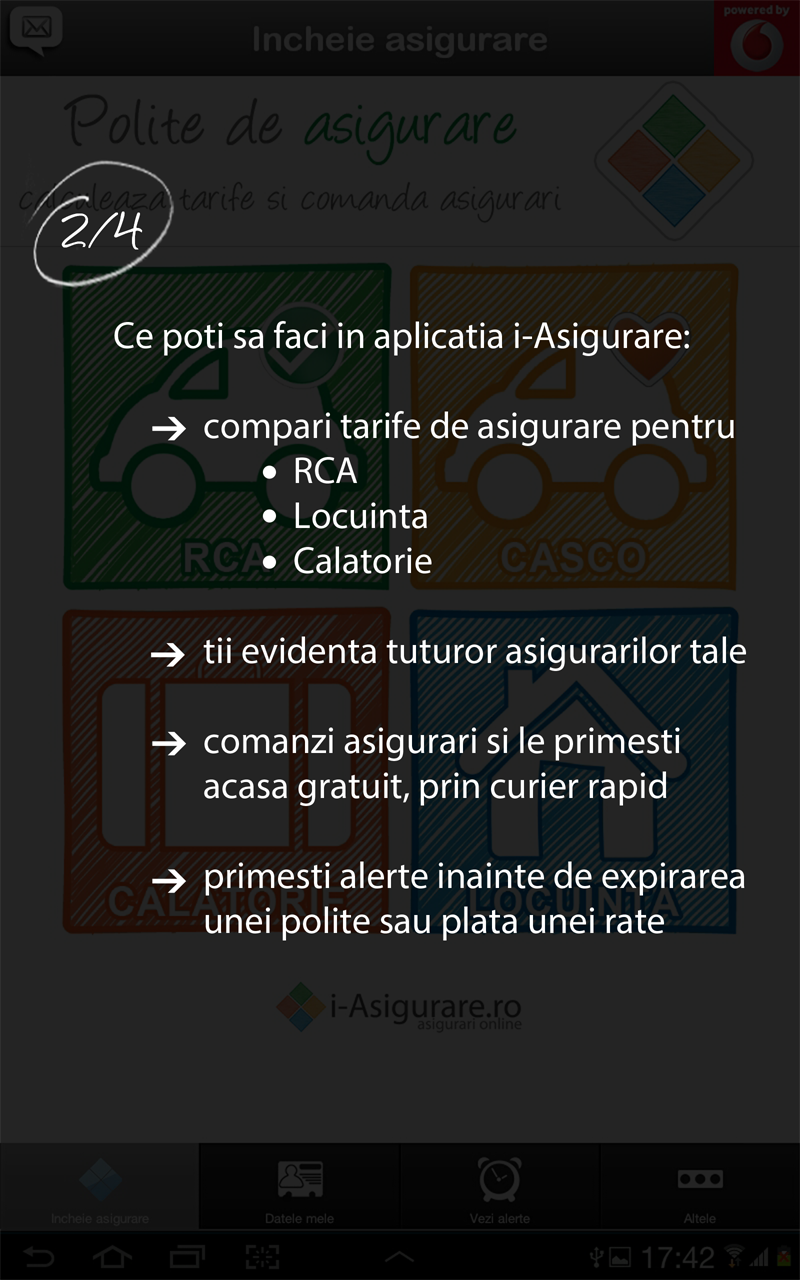 powered by
Incheie asigurare
Polite de asigurare
calculeaza tarife si comanda asigurari
2/4
Ce poti sa faci in aplicatia i-Asigurare:
➔ compari tarife de asigurare pentru
• RCA
• Locuinta
• Calatorie
RCA
CASCO
➔ tii evidenta tuturor asigurarilor tale
➔ comanzi asigurari si le primesti
acasa gratuit, prin curier rapid
➔ primesti alerte inainte de expirarea
unei polite sau plata unei rate
CALATORIE
LOCUINTA
i-Asigurare.ro
asigurari online
Incheie asigurare
Datele mele
Vezi alerte
Altele
17:42